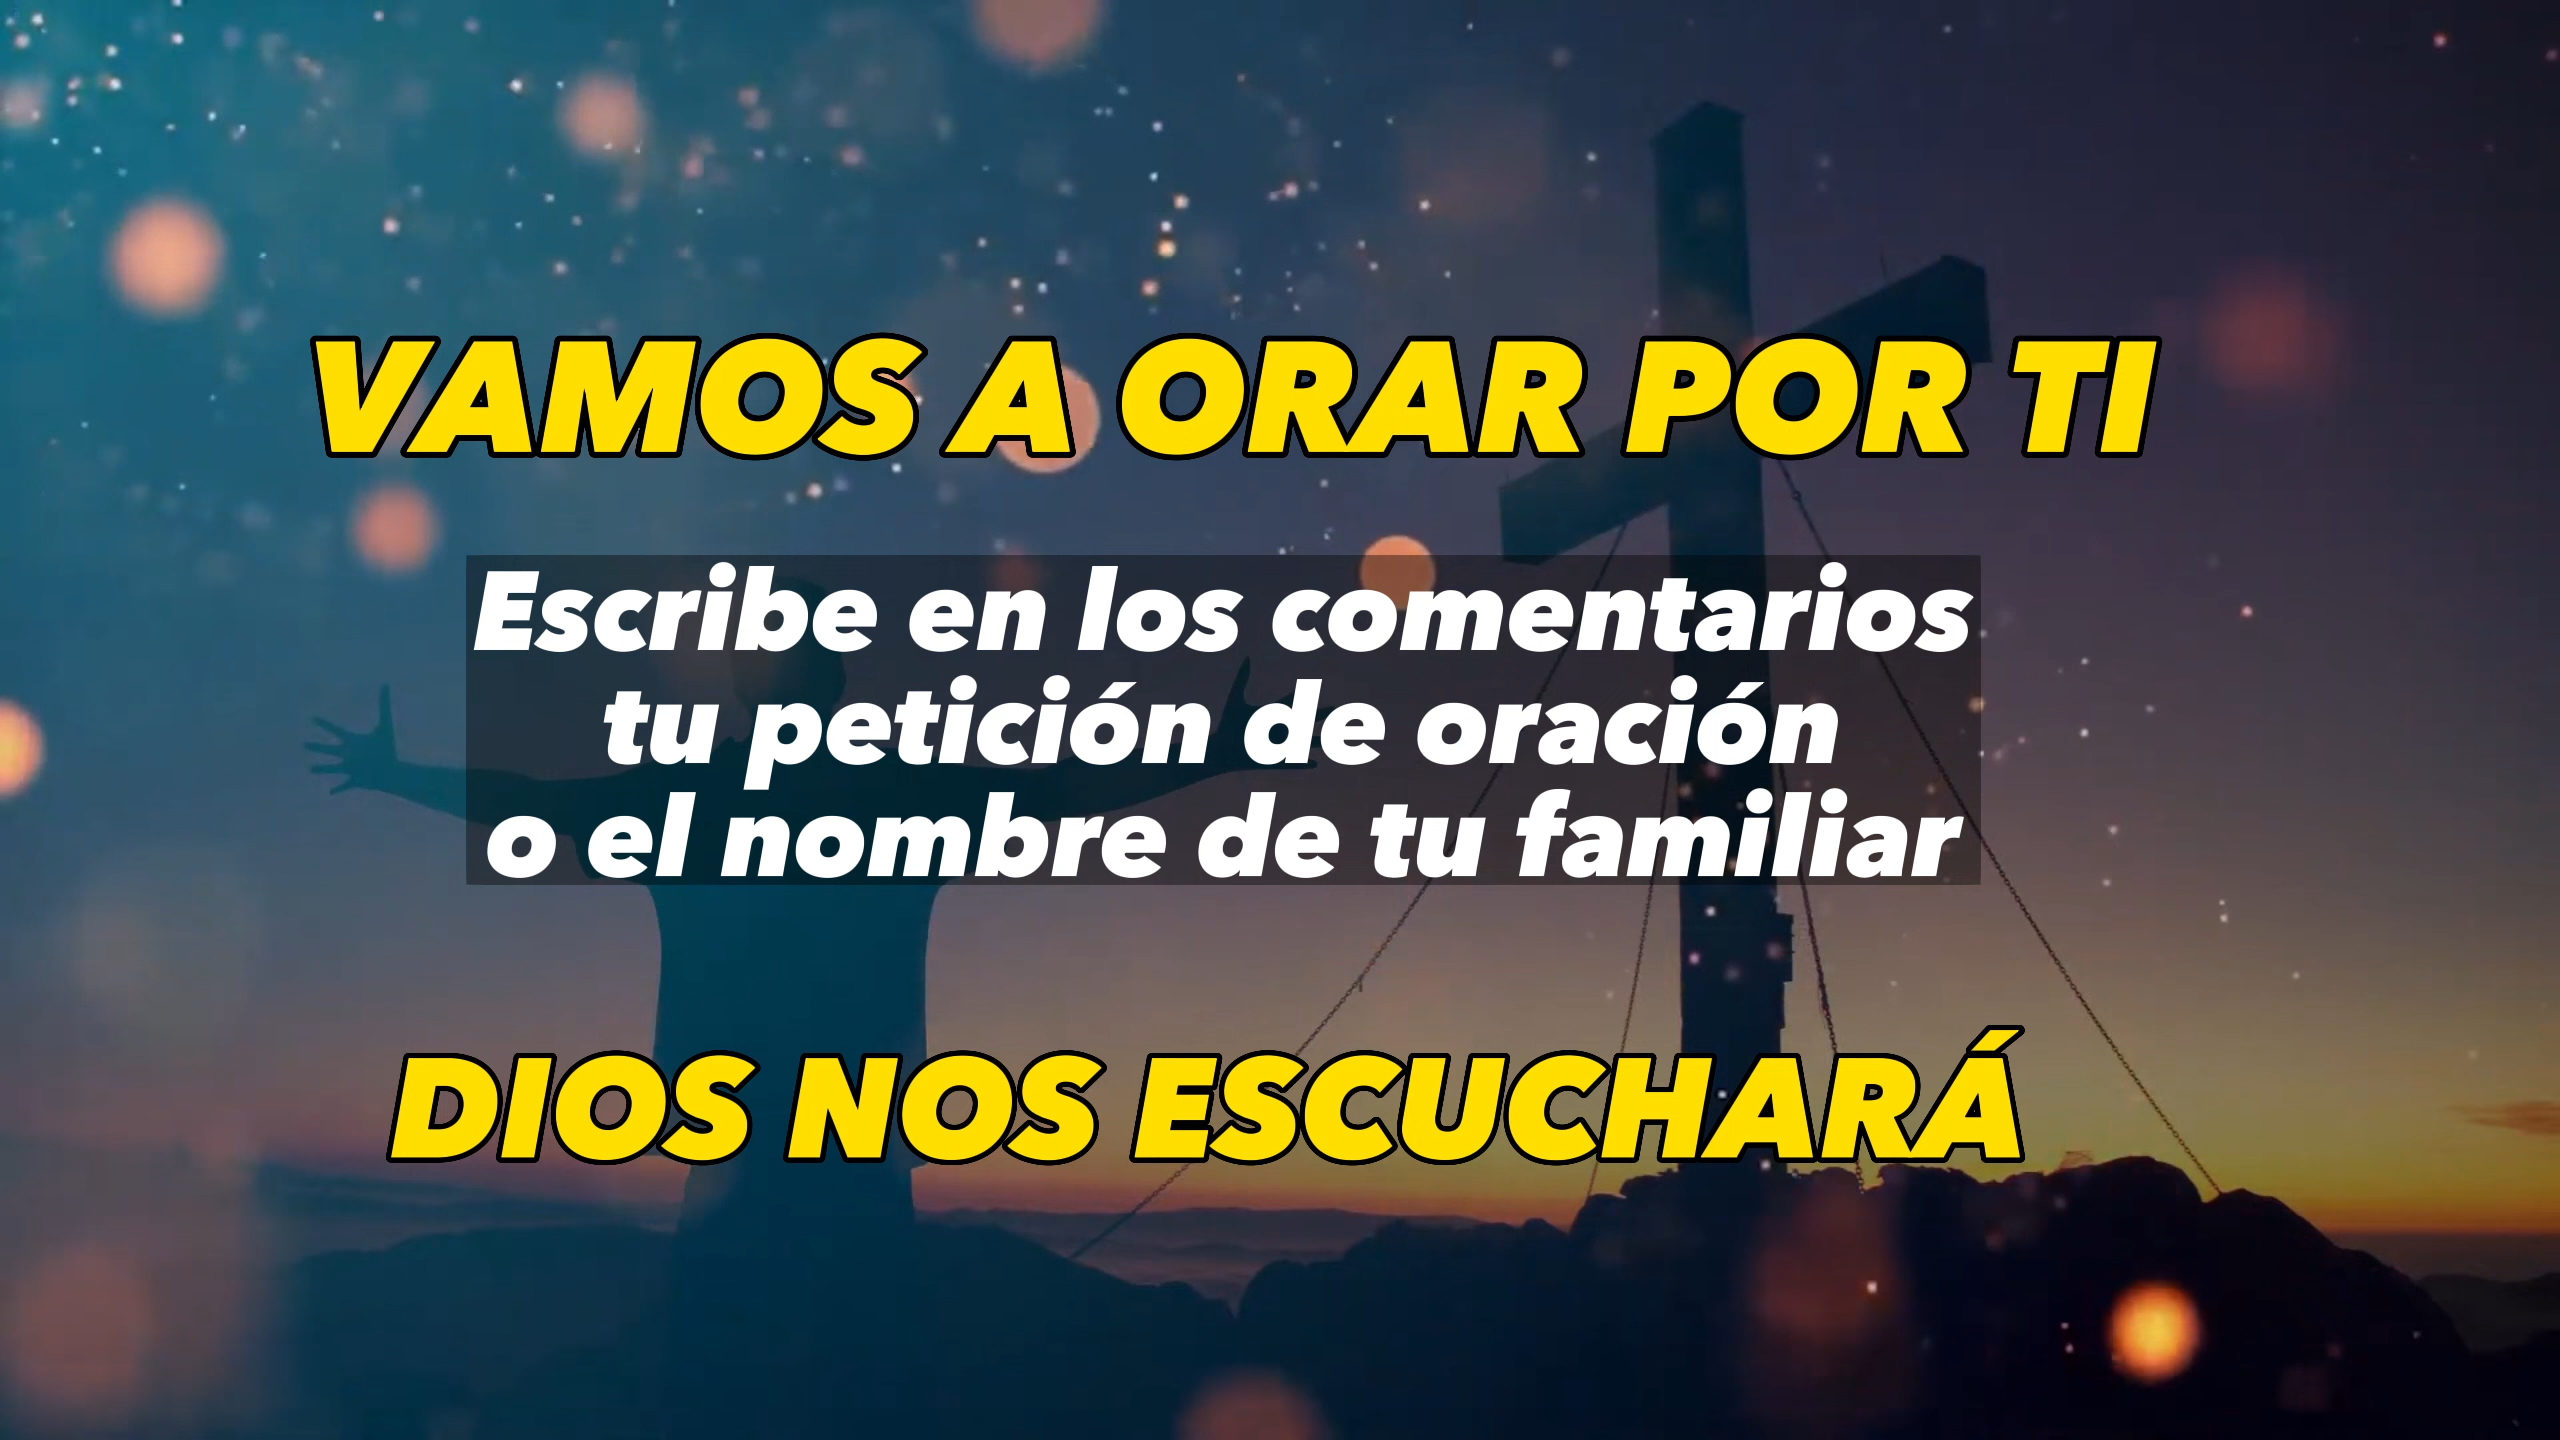 VAMOS A ORAR POR TI
Escribe en los comentarios
tu petición de oración
o el nombre de tu familiar
DIOS NOS ESCUCHARÁ